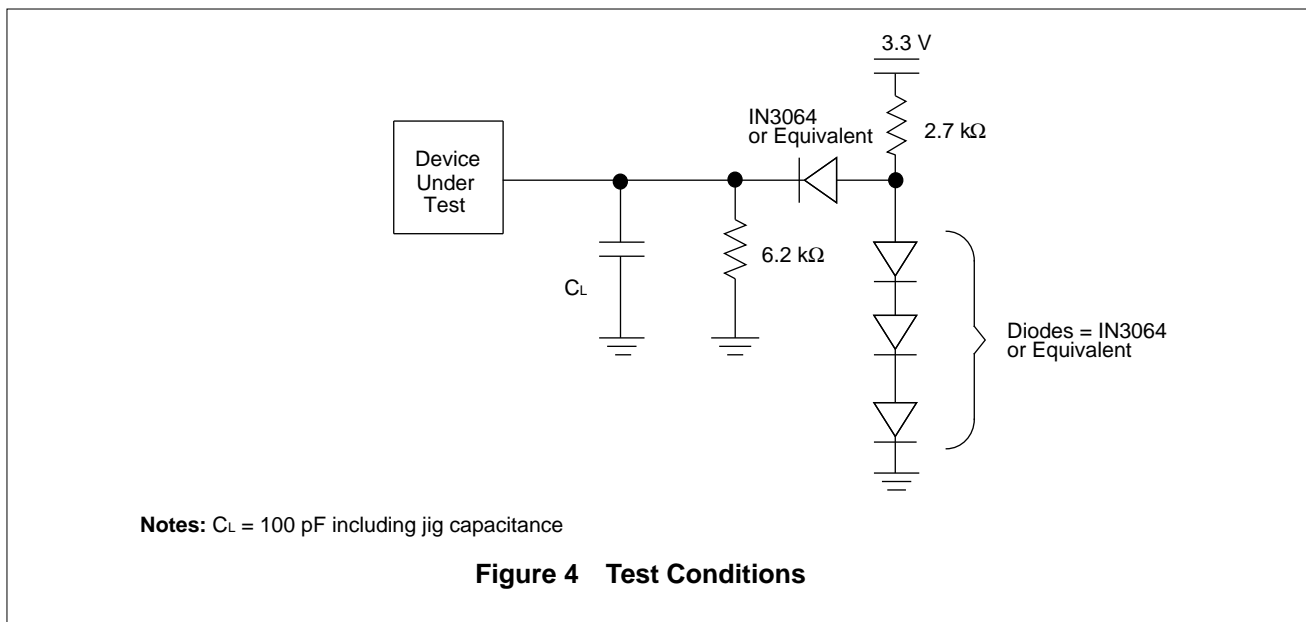 3.3 V
IN3064
or Equivalent
2.7 kΩ
Device
Under
Test
6.2 kΩ
CL
Diodes = IN3064
or Equivalent
Notes: CL = 100 pF including jig capacitance
Figure 4 Test Conditions